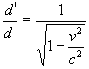 d'/d = 1/√(1 - v²/c²)